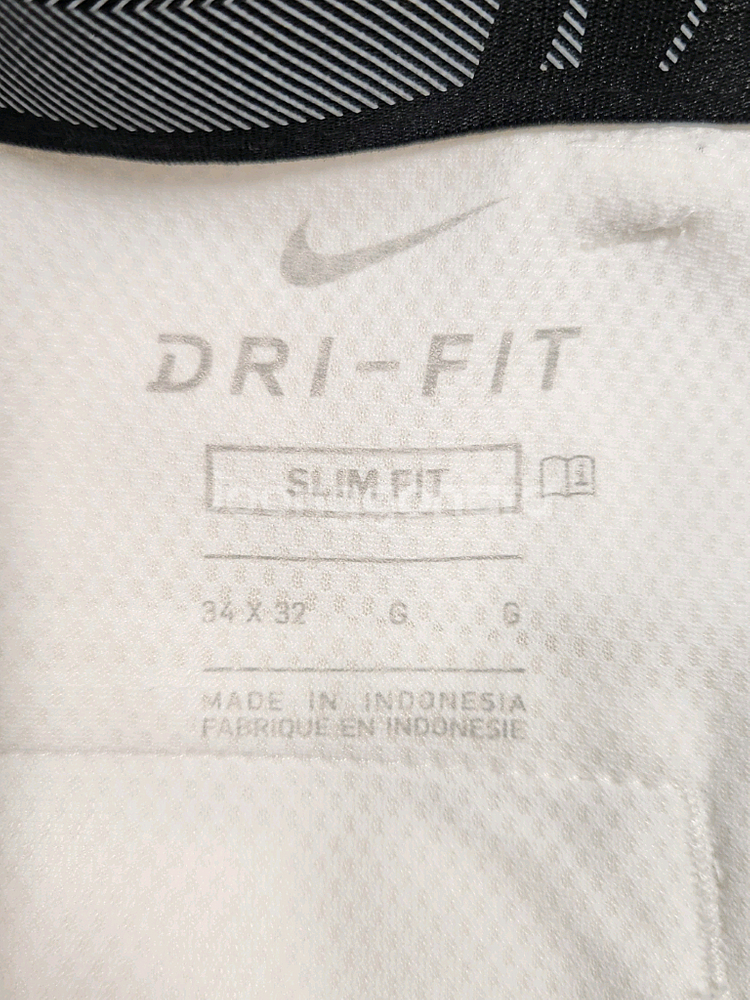 DRI-FIT
SLIM FIT
34 X 32 G G
MADE IN INDONESIA
FABRIQUE EN INDONESIE